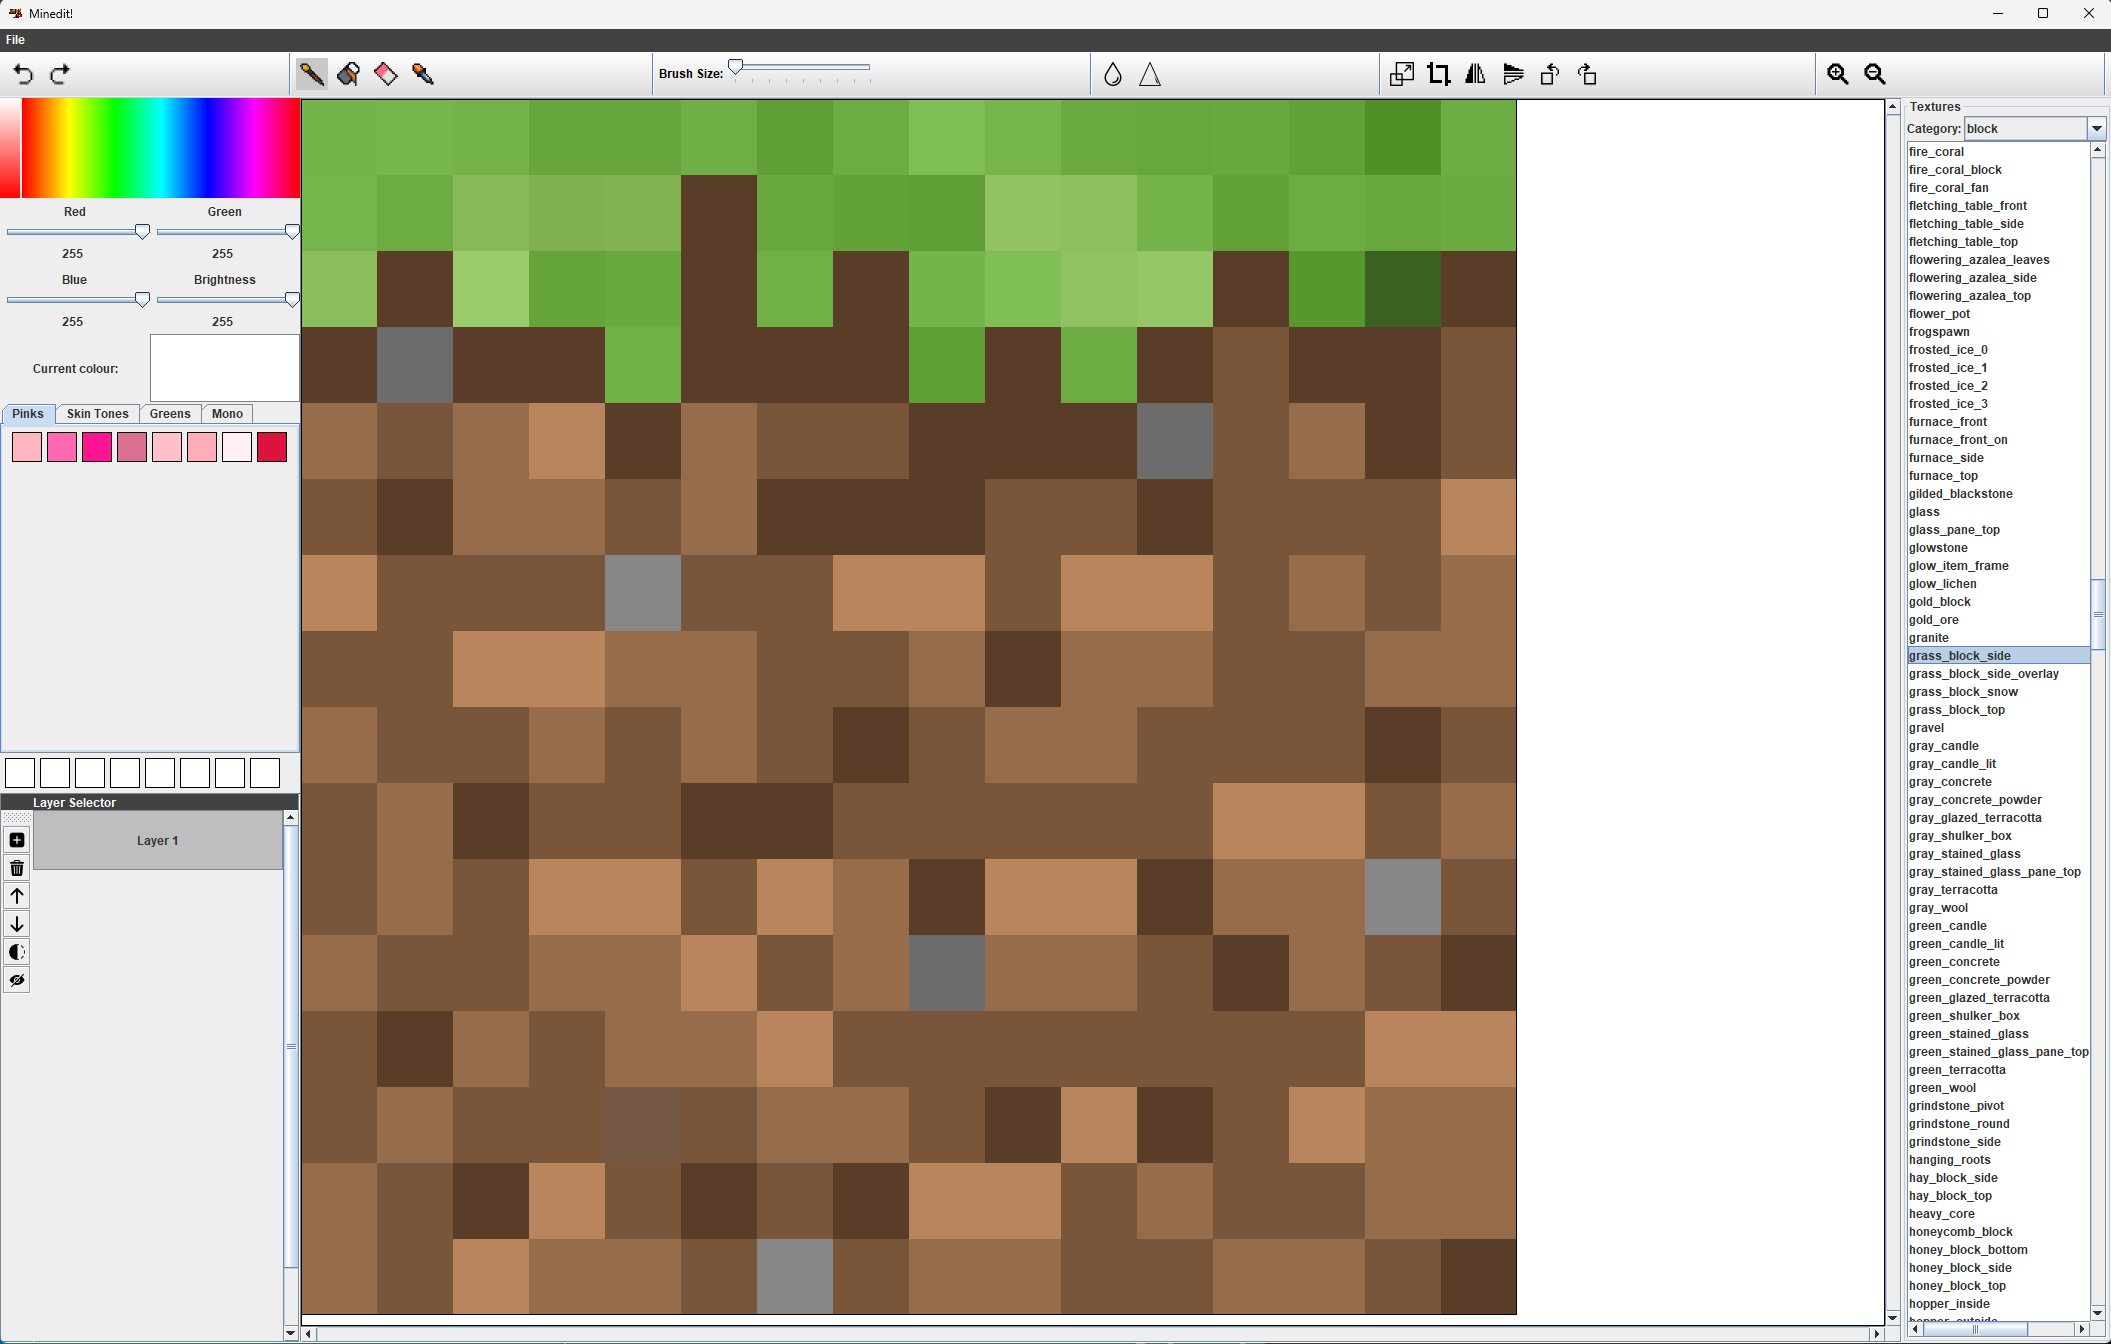 Minedit!
File
Brush Size:
Red Green
255 255
Blue Brightness
255 255
Current colour:
Pinks Skin Tones Greens Mono
Layer Selector
Layer 1
Textures
Category: block
fire_coral
fire_coral_block
fire_coral_fan
fletching_table_front
fletching_table_side
fletching_table_top
flowering_azalea_leaves
flowering_azalea_side
flowering_azalea_top
flower_pot
frogspawn
frosted_ice_0
frosted_ice_1
frosted_ice_2
frosted_ice_3
furnace_front
furnace_front_on
furnace_side
furnace_top
gilded_blackstone
glass
glass_pane_top
glowstone
glow_item_frame
glow_lichen
gold_block
gold_ore
granite
grass_block_side
grass_block_side_overlay
grass_block_snow
grass_block_top
gravel
gray_candle
gray_candle_lit
gray_concrete
gray_concrete_powder
gray_glazed_terracotta
gray_shulker_box
gray_stained_glass
gray_stained_glass_pane_top
gray_terracotta
gray_wool
green_candle
green_candle_lit
green_concrete
green_concrete_powder
green_glazed_terracotta
green_shulker_box
green_stained_glass
green_stained_glass_pane_top
green_terracotta
green_wool
grindstone_pivot
grindstone_round
grindstone_side
hanging_roots
hay_block_side
hay_block_top
heavy_core
honeycomb_block
honey_block_bottom
honey_block_side
honey_block_top
hopper_inside